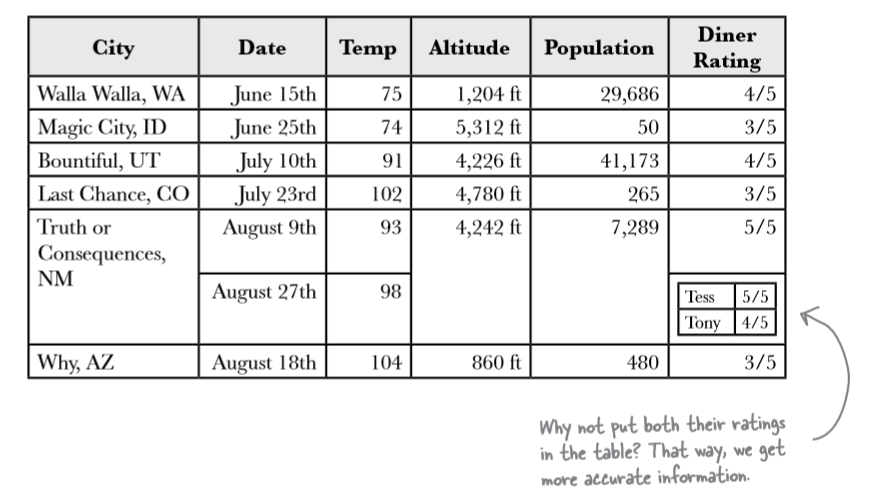 City Date Temp Altitude Population Diner Rating
Walla Walla, WA June 15th 75 1,204 ft 29,686 4/5
Magic City, ID June 25th 74 5,312 ft 50 3/5
Bountiful, UT July 10th 91 4,226 ft 41,173 4/5
Last Chance, CO July 23rd 102 4,780 ft 265 3/5
Truth or August 9th 93 4,242 ft 7,289 5/5
Consequences,
NM
August 27th 98
Tess 5/5
Tony 4/5
Why, AZ August 18th 104 860 ft 480 3/5
Why not put both their ratings
in the table? That way, we get
more accurate information.